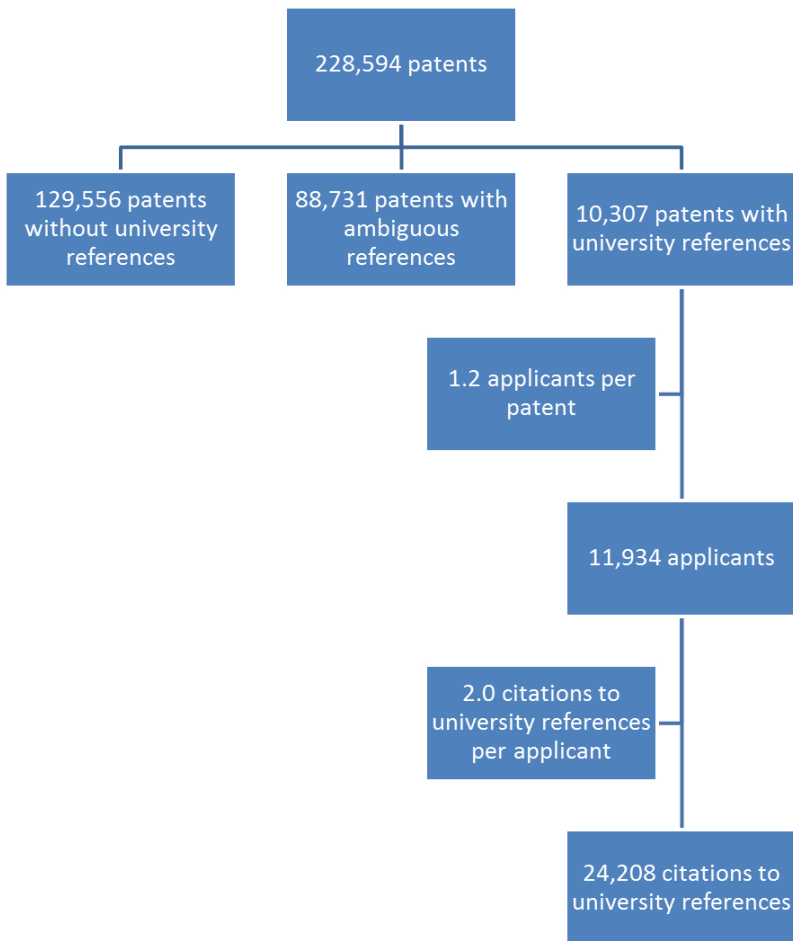 228,594 patents
129,556 patents
without university
references
88,731 patents with
ambiguous
references
10,307 patents with
university references
1.2 applicants per
patent
11,934 applicants
2.0 citations to
university references
per applicant
24,208 citations to
university references